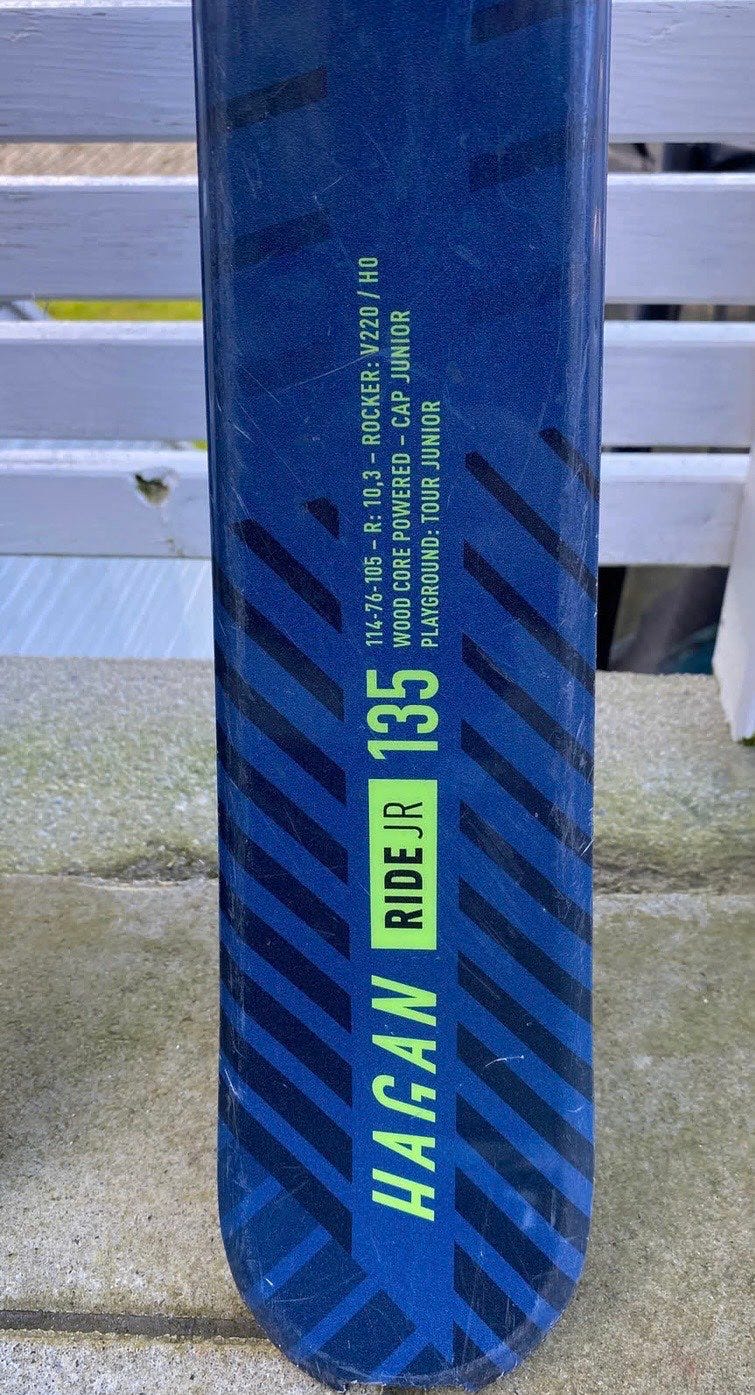 HAGAN RIDE JR 135
114-76-105 – R: 10,3 – ROCKER: V220 / H0
WOOD CORE POWERED – CAP JUNIOR
PLAYGROUND: TOUR JUNIOR